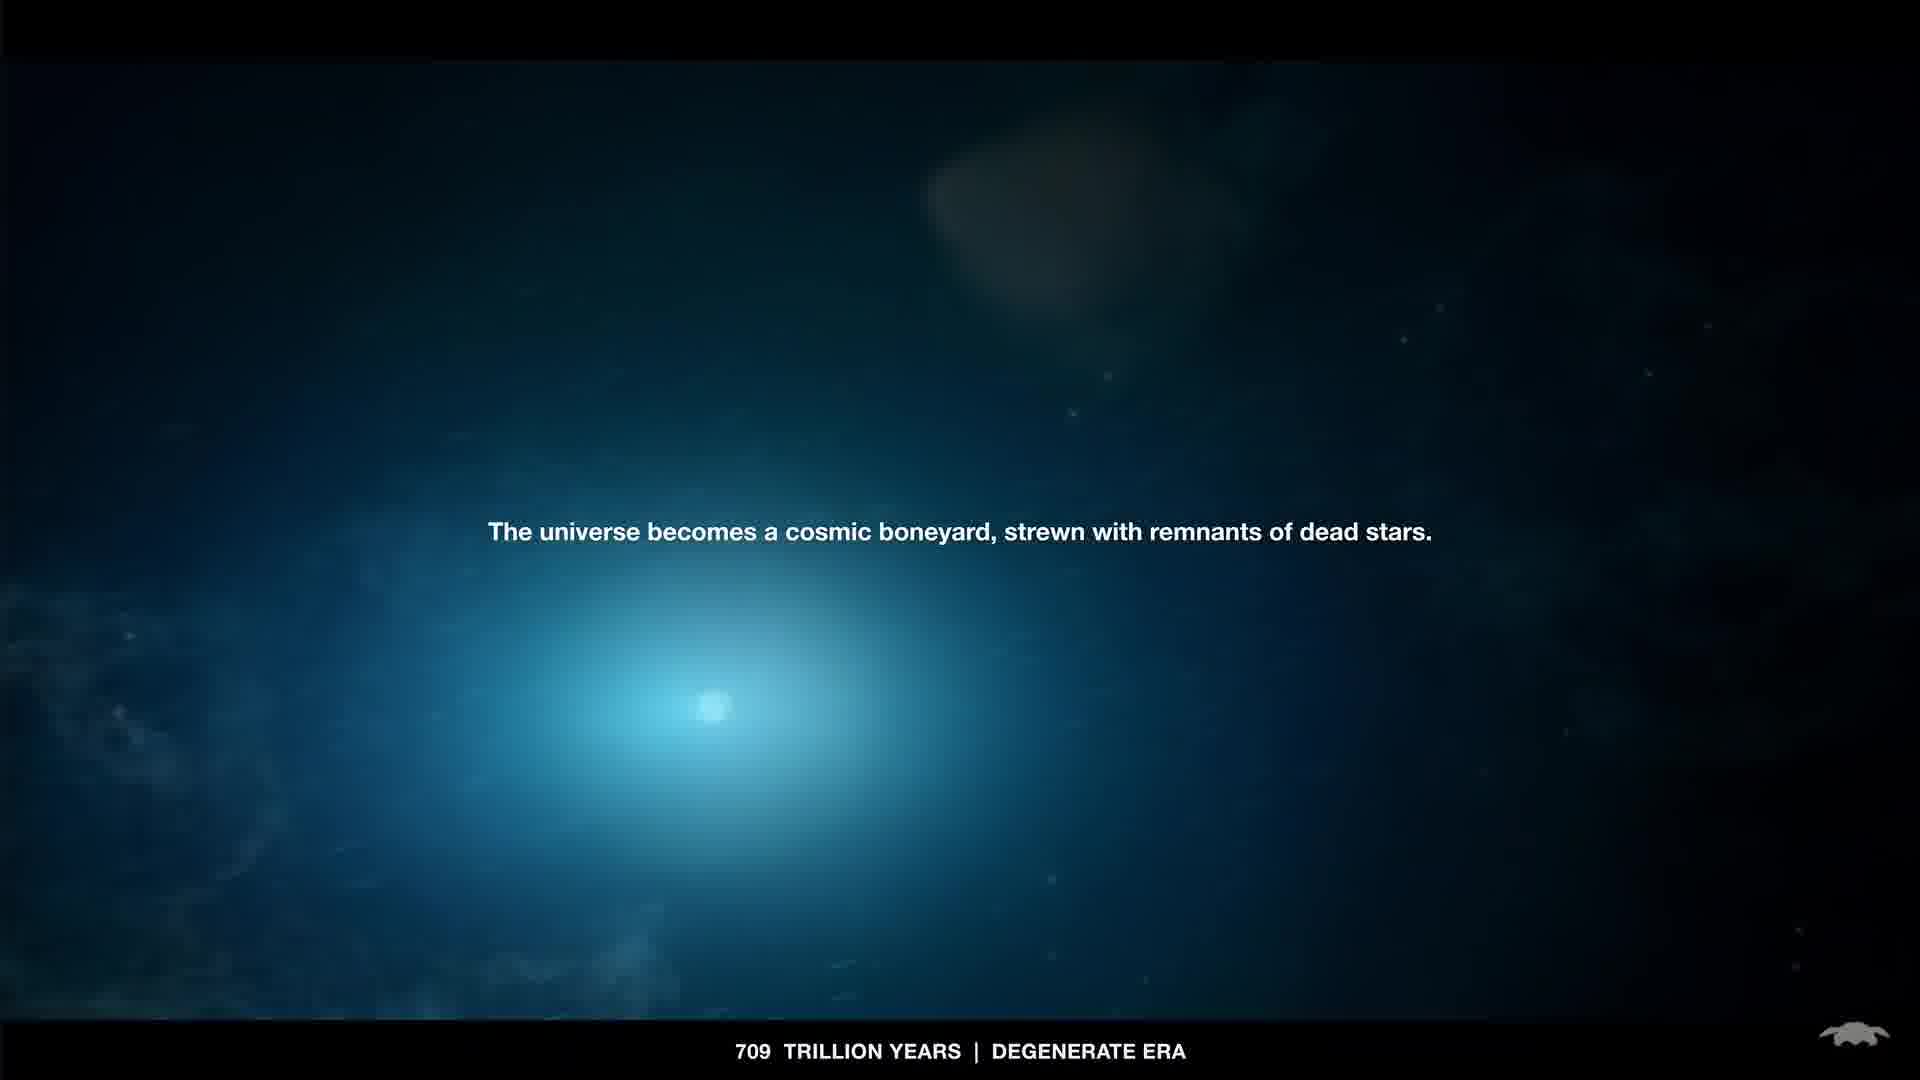 The universe becomes a cosmic boneyard, strewn with remnants of dead stars.
709 TRILLION YEARS | DEGENERATE ERA